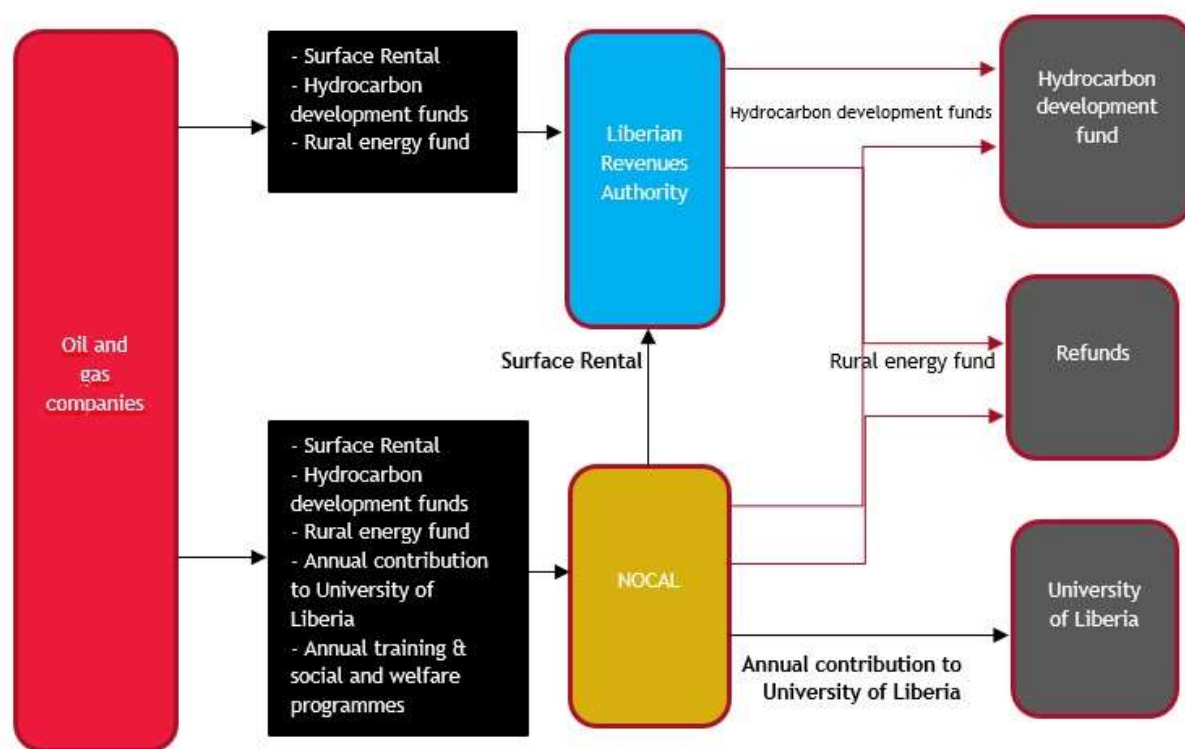 Oil and
gas
companies
- Surface Rental
- Hydrocarbon
development funds
- Rural energy fund
Liberian
Revenues
Authority
Hydrocarbon development funds
Hydrocarbon
development
fund
Surface Rental
Rural energy fund
Refunds
- Surface Rental
- Hydrocarbon
development funds
- Rural energy fund
- Annual contribution
to University of
Liberia
- Annual training &
social and welfare
programmes
NOCAL
Annual contribution to
University of Liberia
University
of Liberia